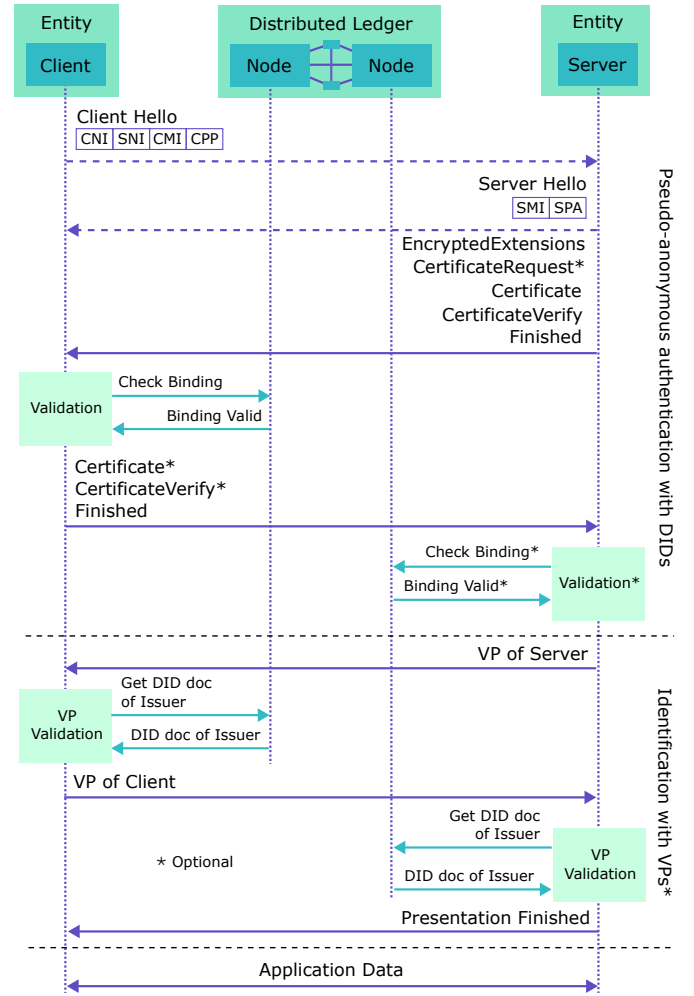 Entity
Distributed Ledger
Entity
Client
Node
Node
Server
Client Hello
CNI SNI CMI CPP
Server Hello
SMI SPA
EncryptedExtensions
CertificateRequest*
Certificate
CertificateVerify
Finished
Validation
Check Binding
Binding Valid
Certificate*
CertificateVerify*
Finished
Check Binding*
Binding Valid*
Validation*
Pseudo-anonymous authentication with DIDs
VP of Server
VP
Validation
Get DID doc
of Issuer
DID doc of Issuer
VP of Client
Get DID doc
of Issuer
DID doc of Issuer
VP
Validation
* Optional
Presentation Finished
Identification with VPs*
Application Data